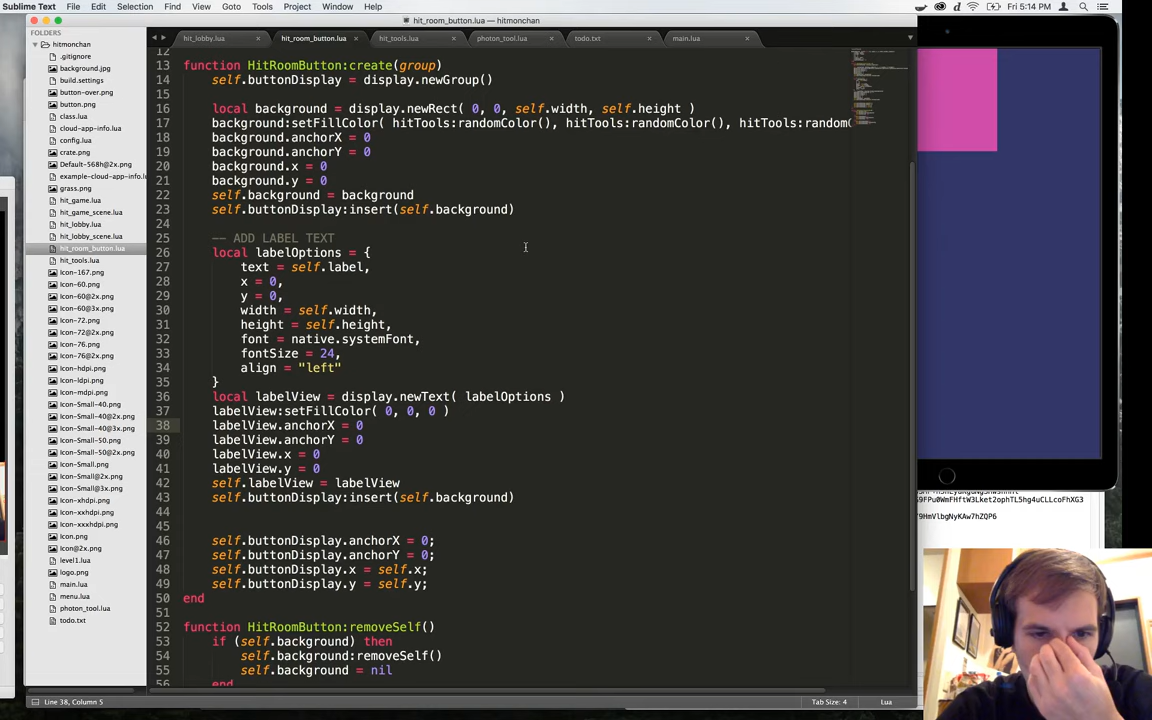 Sublime Text File Edit Selection Find View Goto Tools Project Window Help
Fri 5:14 PM
hit_room_button.lua — hitmonchan
FOLDERS
hitmonchan
.gitignore
background.jpg
build.settings
button-over.png
button.png
class.lua
cloud-app-info.lua
config.lua
crate.png
Default-568h@2x.png
example-cloud-app-info.l
grass.png
hit_game.lua
hit_game_scene.lua
hit_lobby.lua
hit_lobby_scene.lua
hit_room_button.lua
hit_tools.lua
Icon-167.png
Icon-60.png
Icon-60@2x.png
Icon-60@3x.png
Icon-72.png
Icon-72@2x.png
Icon-76.png
Icon-76@2x.png
Icon-hdpi.png
Icon-ldpi.png
Icon-mdpi.png
Icon-Small-40.png
Icon-Small-40@2x.png
Icon-Small-40@3x.png
Icon-Small-50.png
Icon-Small-50@2x.png
Icon-Small.png
Icon-Small@2x.png
Icon-Small@3x.png
Icon-xhdpi.png
Icon-xxhdpi.png
Icon-xxxhdpi.png
Icon.png
Icon@2x.png
level1.lua
logo.png
main.lua
menu.lua
photon_tool.lua
todo.txt
hit_lobby.lua × hit_room_button.lua × hit_tools.lua × photon_tool.lua × todo.txt × main.lua ×
12
13 function HitRoomButton:create(group)
14 self.buttonDisplay = display.newGroup()
15
16 local background = display.newRect( 0, 0, self.width, self.height )
17 background:setFillColor( hitTools:randomColor(), hitTools:randomColor(), hitTools:random
18 background.anchorX = 0
19 background.anchorY = 0
20 background.x = 0
21 background.y = 0
22 self.background = background
23 self.buttonDisplay:insert(self.background)
24
25 -- ADD LABEL TEXT
26 local labelOptions = {
27 text = self.label,
28 x = 0,
29 y = 0,
30 width = self.width,
31 height = self.height,
32 font = native.systemFont,
33 fontSize = 24,
34 align = "left"
35 }
36 local labelView = display.newText( labelOptions )
37 labelView:setFillColor( 0, 0, 0 )
38 labelView.anchorX = 0
39 labelView.anchorY = 0
40 labelView.x = 0
41 labelView.y = 0
42 self.labelView = labelView
43 self.buttonDisplay:insert(self.background)
44
45
46 self.buttonDisplay.anchorX = 0;
47 self.buttonDisplay.anchorY = 0;
48 self.buttonDisplay.x = self.x;
49 self.buttonDisplay.y = self.y;
50 end
51
52 function HitRoomButton:removeSelf()
53 if (self.background) then
54 self.background:removeSelf()
55 self.background = nil
56 end
Line 38, Column 5
Tab Size: 4 Lua